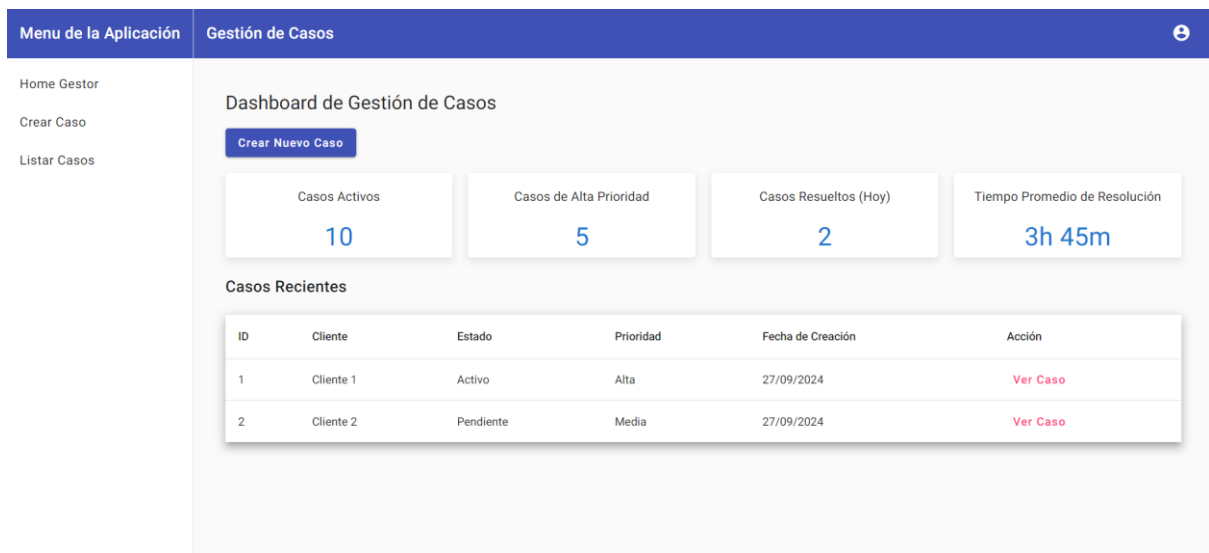 Menu de la Aplicación
Gestión de Casos
Home Gestor
Crear Caso
Listar Casos
Dashboard de Gestión de Casos
Crear Nuevo Caso
Casos Activos
10
Casos de Alta Prioridad
5
Casos Resueltos (Hoy)
2
Tiempo Promedio de Resolución
3h 45m
Casos Recientes
ID Cliente Estado Prioridad Fecha de Creación Acción
1 Cliente 1 Activo Alta 27/09/2024 Ver Caso
2 Cliente 2 Pendiente Media 27/09/2024 Ver Caso